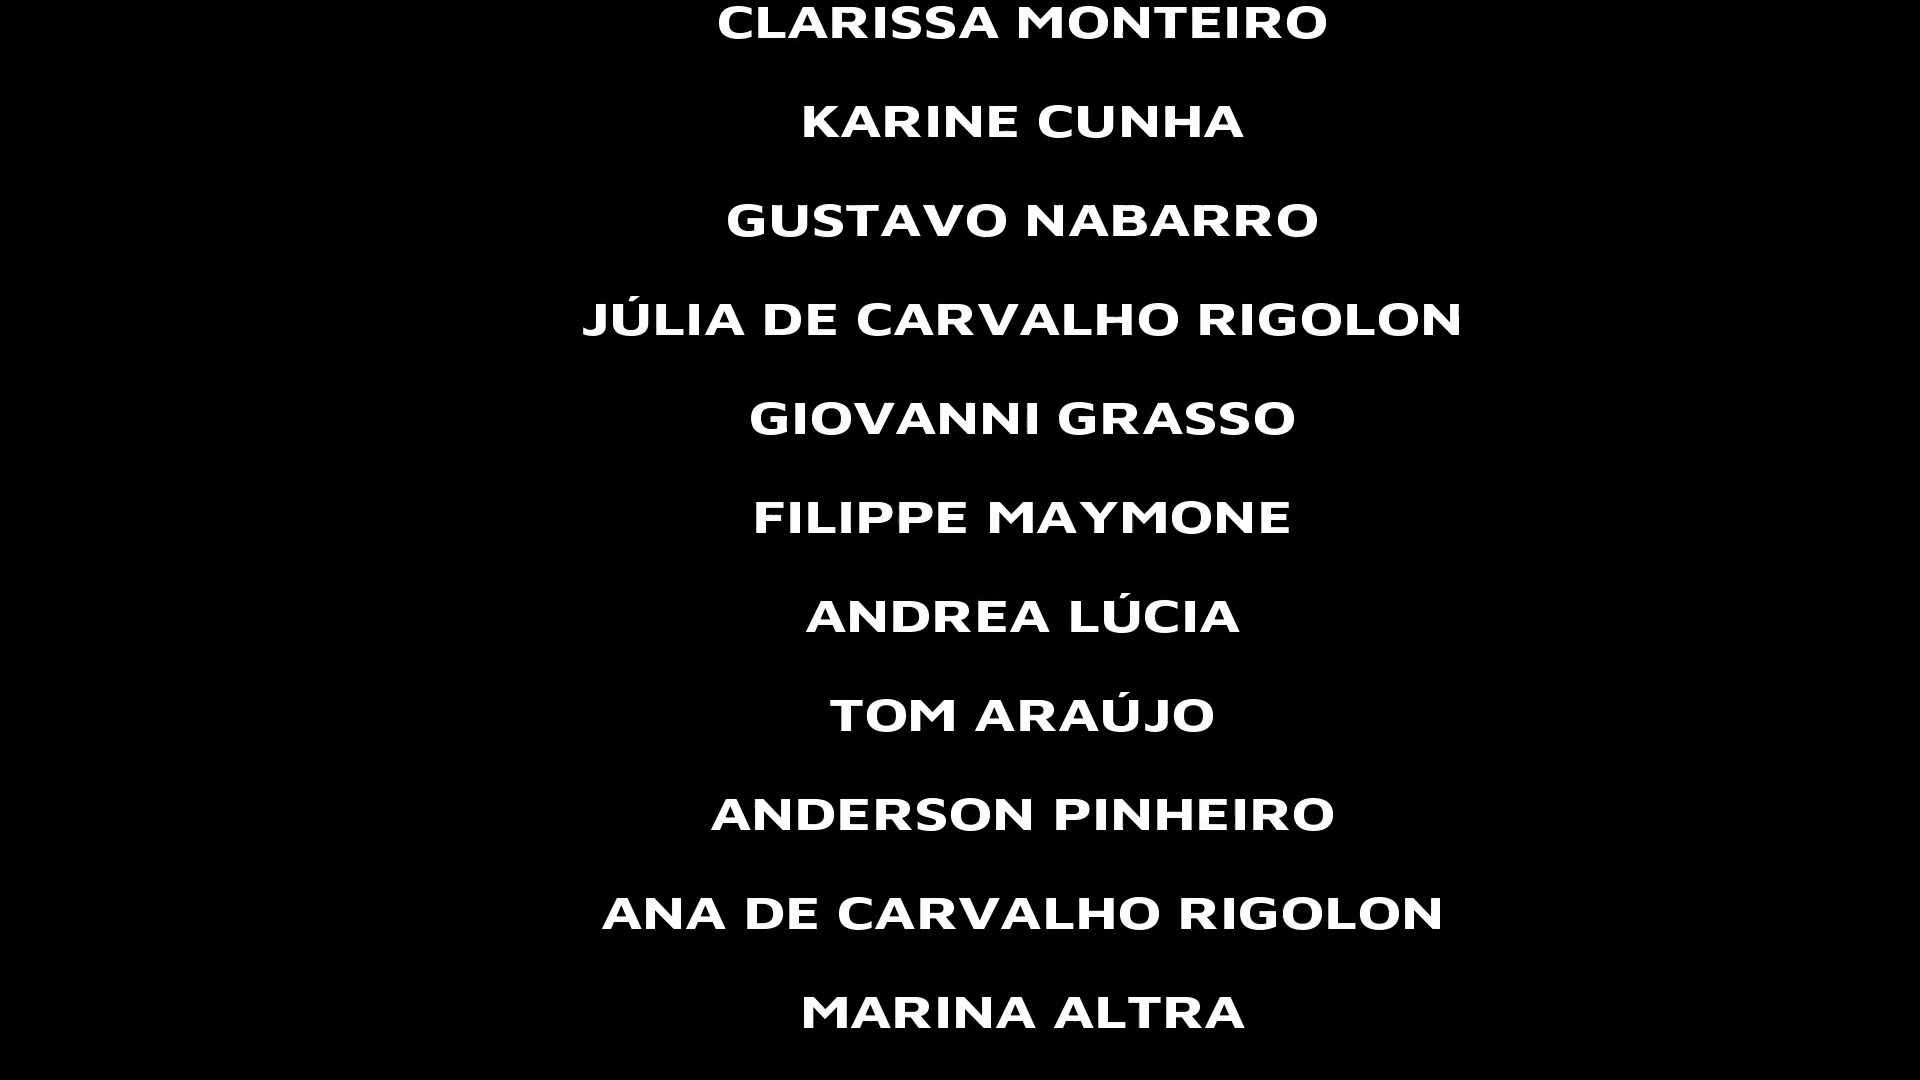 CLARISSA MONTEIRO
KARINE CUNHA
GUSTAVO NABARRO
JÚLIA DE CARVALHO RIGOLON
GIOVANNI GRASSO
FILIPPE MAYMONE
ANDREA LÚCIA
TOM ARAÚJO
ANDERSON PINHEIRO
ANA DE CARVALHO RIGOLON
MARINA ALTRA